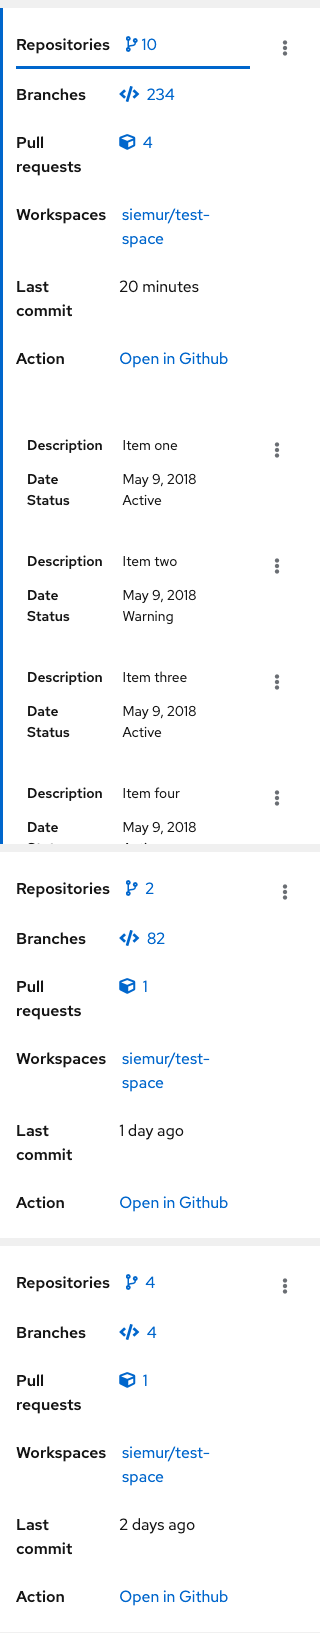 Repositories 10
Branches 234
Pull requests 4
Workspaces siemur/test-space
Last commit 20 minutes
Action Open in Github
Description Item one
Date May 9, 2018
Status Active
Description Item two
Date May 9, 2018
Status Warning
Description Item three
Date May 9, 2018
Status Active
Description Item four
Date May 9, 2018
Repositories 2
Branches 82
Pull requests 1
Workspaces siemur/test-space
Last commit 1 day ago
Action Open in Github
Repositories 4
Branches 4
Pull requests 1
Workspaces siemur/test-space
Last commit 2 days ago
Action Open in Github